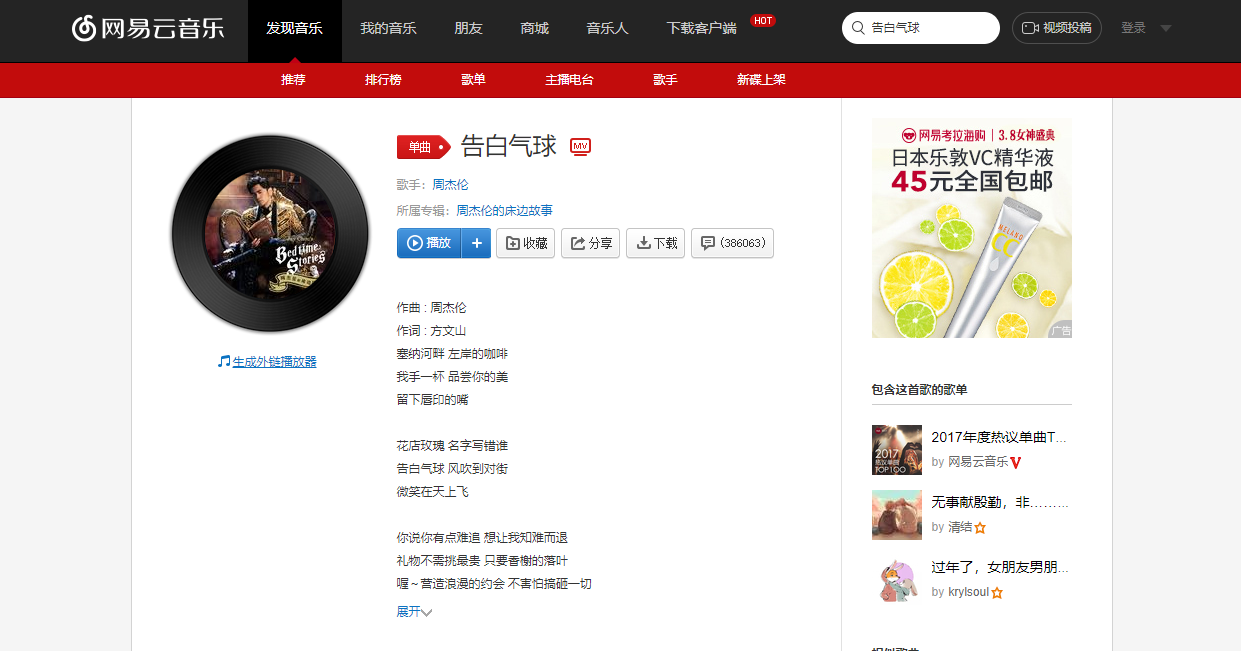 网易云音乐
发现音乐 我的音乐 朋友 商城 音乐人 下载客户端 HOT
告白气球
视频投稿
登录
推荐 排行榜 歌单 主播电台 歌手 新碟上架
单曲 告白气球 MV
歌手：周杰伦
所属专辑：周杰伦的床边故事
播放 + 收藏 分享 下载 (386063)
Bedtime
Stories
生成外链播放器
作曲 : 周杰伦
作词 : 方文山
塞纳河畔 左岸的咖啡
我手一杯 品尝你的美
留下唇印的嘴
花店玫瑰 名字写错谁
告白气球 风吹到对街
微笑在天上飞
你说你有点难追 想让我知难而退
礼物不需挑最贵 只要香榭的落叶
喔～营造浪漫的约会 不害怕搞砸一切
展开
网易考拉海购 | 3.8女神盛典
日本乐敦VC精华液
45元全国包邮
MELANO
CC
广告
包含这首歌的歌单
2017
热议单曲
TOP100
2017年度热议单曲T...
by 网易云音乐
无事献殷勤，非……...
by 清结
过年了，女朋友男朋...
by krylsoul